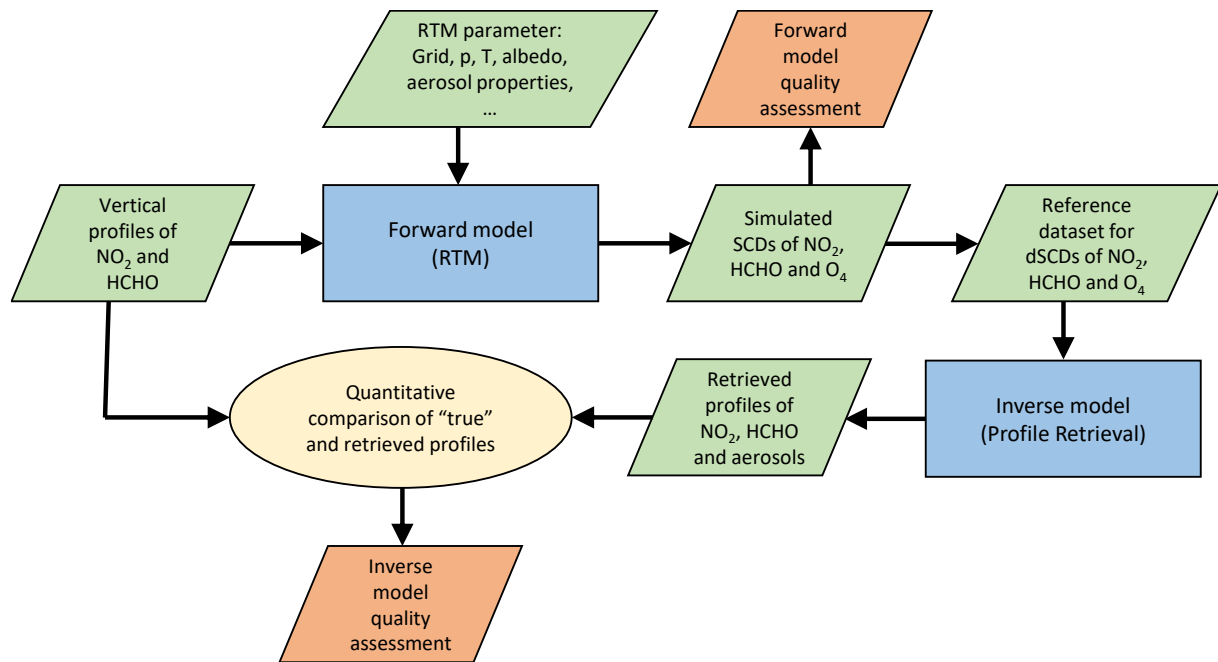 RTM parameter:
Grid, p, T, albedo,
aerosol properties,
…
Forward
model
quality
assessment
Vertical
profiles of
NO₂ and
HCHO
Forward model
(RTM)
Simulated
SCDs of NO₂,
HCHO and O₄
Reference
dataset for
dSCDs of NO₂,
HCHO and O₄
Quantitative
comparison of “true”
and retrieved profiles
Retrieved
profiles of
NO₂, HCHO
and aerosols
Inverse model
(Profile Retrieval)
Inverse
model
quality
assessment